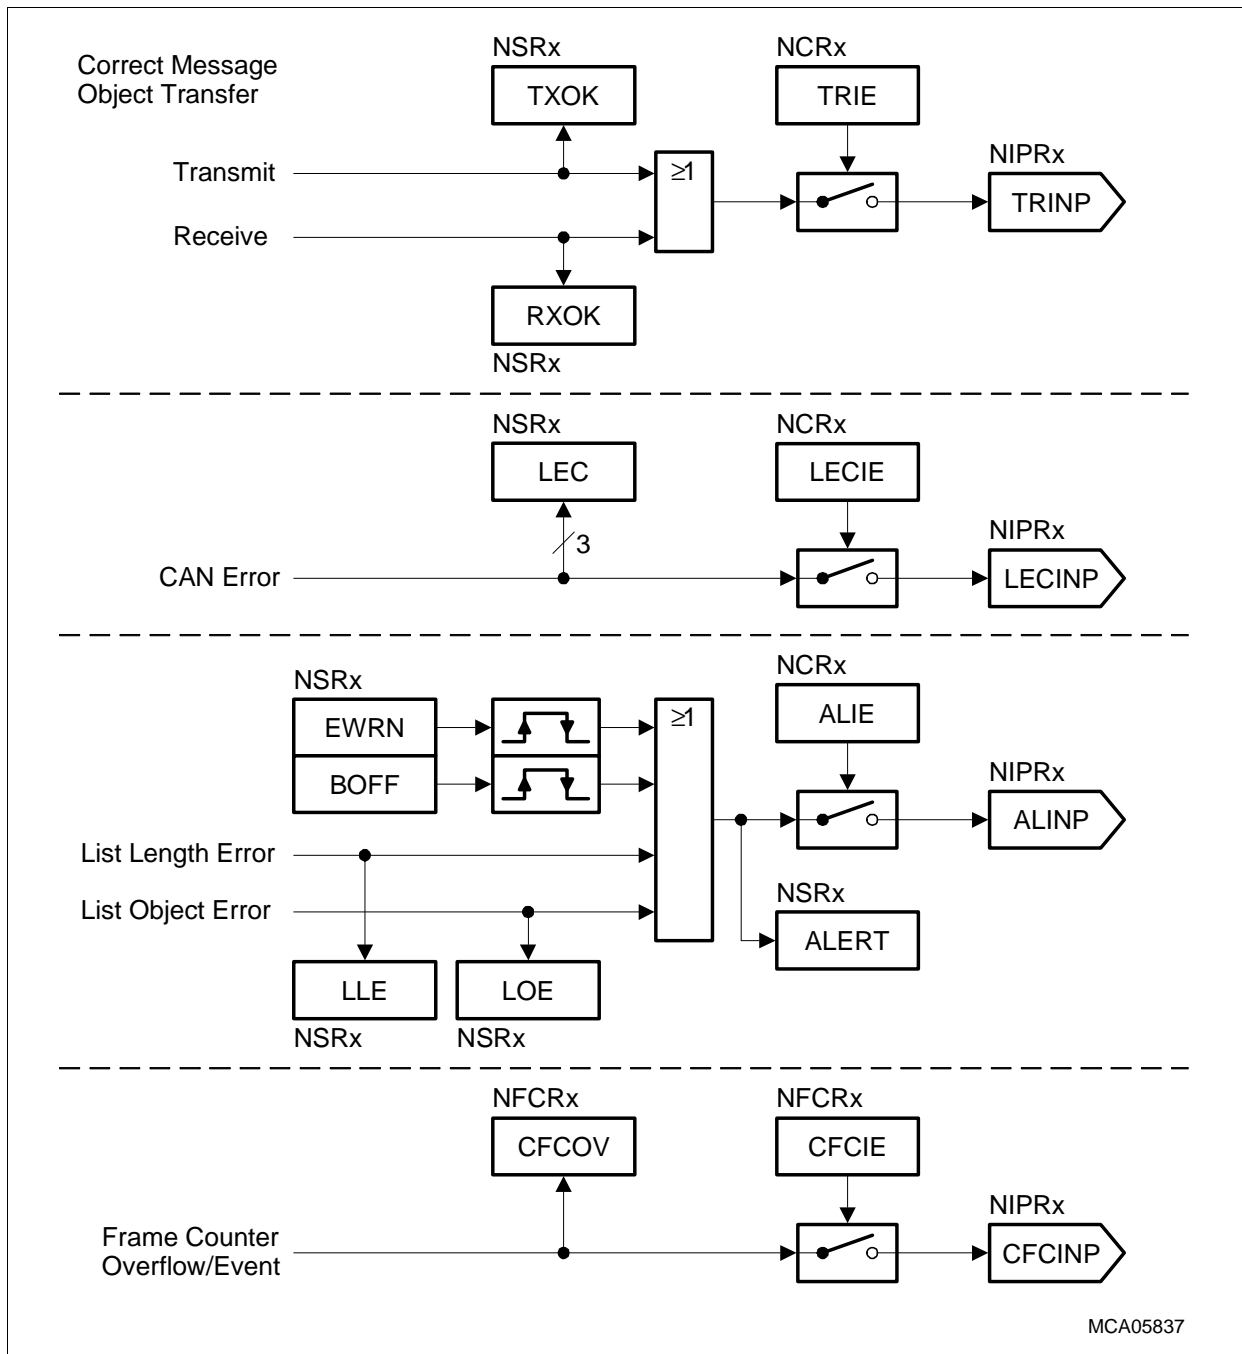 Correct Message
Object Transfer
NSRx
TXOK
NCRx
TRIE
Transmit
≥1
NIPRx
TRINP
Receive
RXOK
NSRx
NSRx
LEC
NCRx
LECIE
3
CAN Error
NIPRx
LECINP
NSRx
EWRN
BOFF
≥1
NCRx
ALIE
NIPRx
ALINP
List Length Error
List Object Error
NSRx
ALERT
LLE
NSRx
LOE
NSRx
NFCRx
CFCOV
NFCRx
CFCIE
Frame Counter
Overflow/Event
NIPRx
CFCINP
MCA05837